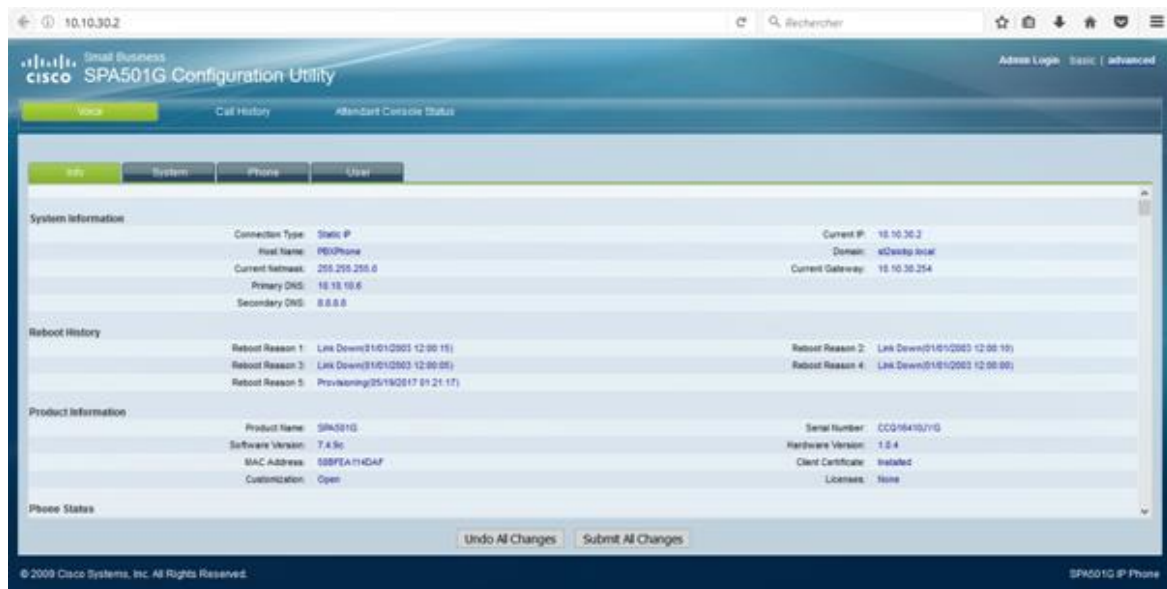 10.10.30.2
Rechercher
Small Business
CISCO SPA501G Configuration Utility
Admin Login basic | advanced
Voice Call History Attendant Console Status
Info System Phone User
System Information
Connection Type: Static IP Current IP: 10.10.30.2
Host Name: PBXPhone Domain:
Current Netmask: 255.255.255.0 Current Gateway: 10.10.30.254
Primary DNS: 10.10.10.6
Secondary DNS: 8.8.8.8
Reboot History
Reboot Reason 1: Link Down(01/01/2003 12:00:15) Reboot Reason 2: Link Down(01/01/2003 12:00:10)
Reboot Reason 3: Link Down(01/01/2003 12:00:05) Reboot Reason 4: Link Down(01/01/2003 12:00:00)
Reboot Reason 5: Provisioning(05/19/2017 01:21:17)
Product Information
Product Name: SPA501G Serial Number:
Software Version: 7.4.9c Hardware Version: 1.0.4
MAC Address: Client Certificate: Installed
Customization: Open Licenses: None
Phone Status
Undo All Changes Submit All Changes
© 2009 Cisco Systems, Inc. All Rights Reserved. SPA501G IP Phone